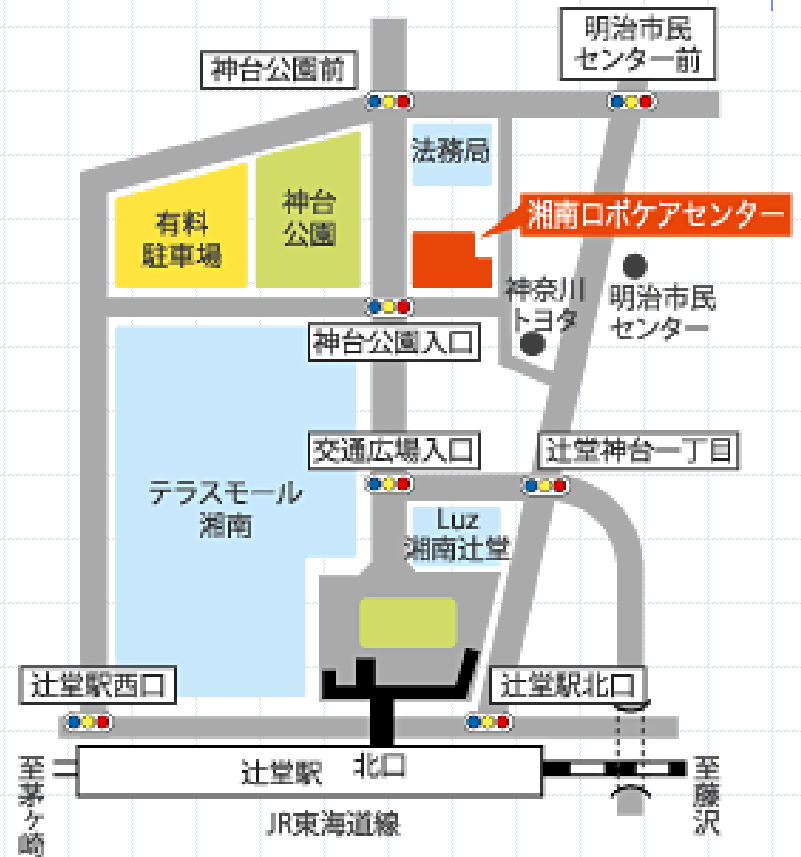 明治市民
センター前
神台公園前
法務局
神台
公園
有料
駐車場
湘南ロボケアセンター
神奈川
トヨタ
明治市民
センター
神台公園入口
交通広場入口
辻堂神台一丁目
テラスモール
湘南
Luz
湘南辻堂
辻堂駅西口
辻堂駅北口
至茅ヶ崎
辻堂駅
北口
至藤沢
JR東海道線